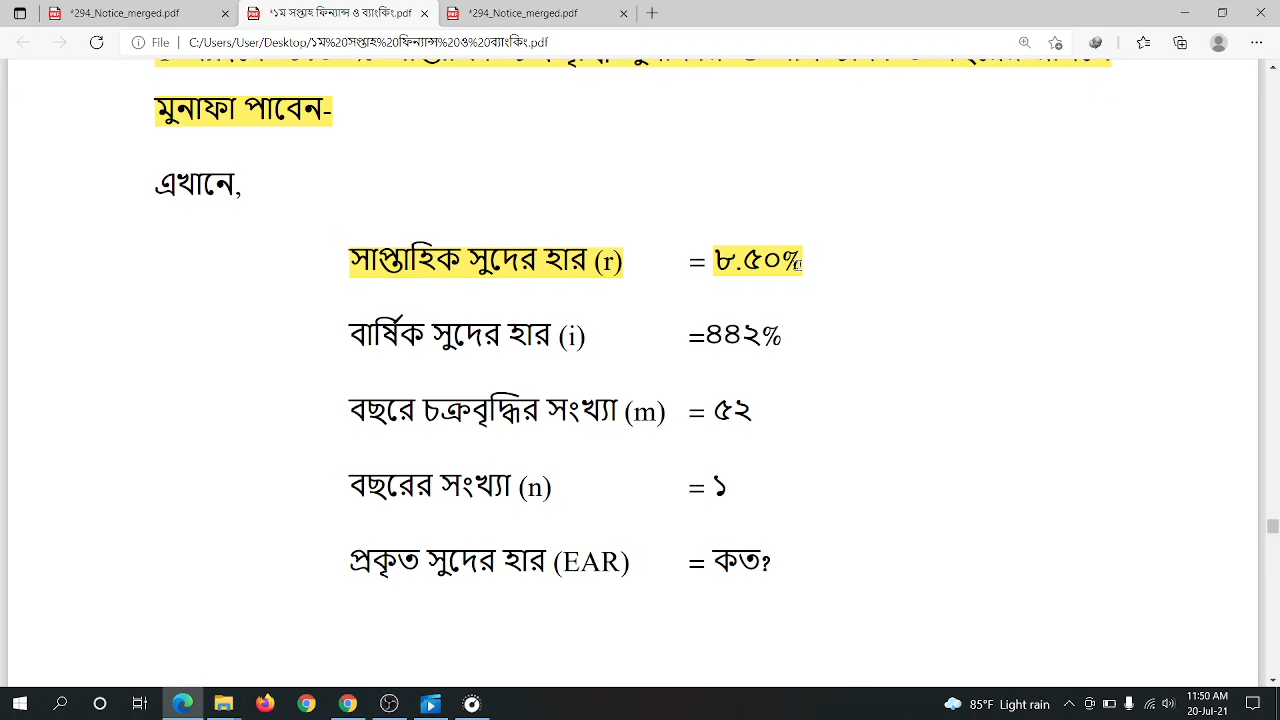 *294_Notice_merged.pdf
*১ম সপ্তাহ ফিন্যান্স ও ব্যাংকিং.pdf
*294_Notice_merged.pdf
File C:/Users/User/Desktop/১ম%20সপ্তাহ%20ফিন্যান্স%20ও%20ব্যাংকিং.pdf
মুনাফা পাবেন-
এখানে,
সাপ্তাহিক সুদের হার (r) = ৮.৫০%
বার্ষিক সুদের হার (i) =৪৪২%
বছরে চক্রবৃদ্ধির সংখ্যা (m) = ৫২
বছরের সংখ্যা (n) = ১
প্রকৃত সুদের হার (EAR) = কত?
85°F Light rain
11:50 AM
20-Jul-21